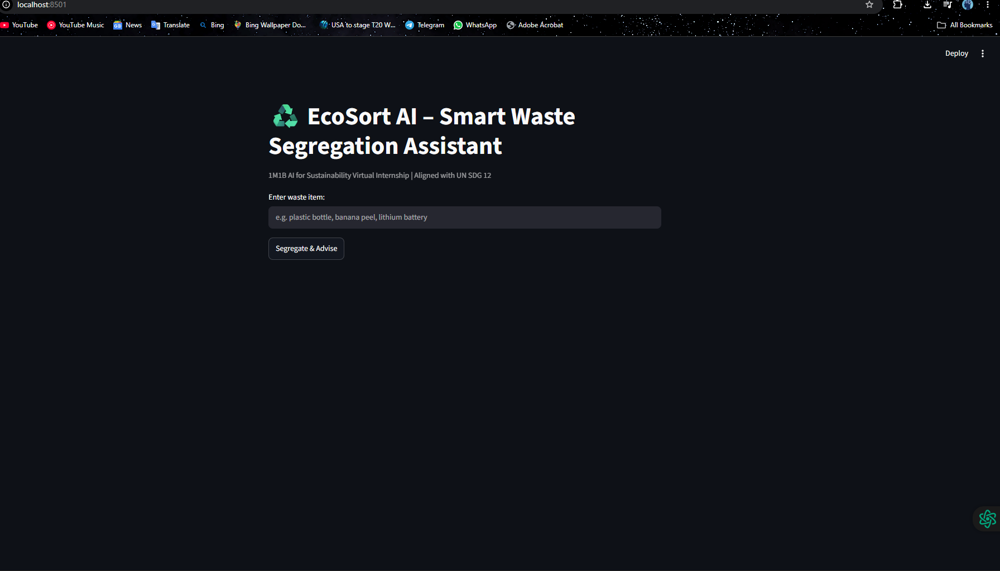 localhost:8501
YouTube YouTube Music News Translate Bing Bing Wallpaper Do... USA to stage T20 W... Telegram WhatsApp Adobe Acrobat All Bookmarks
Deploy
EcoSort AI – Smart Waste
Segregation Assistant
1M1B AI for Sustainability Virtual Internship | Aligned with UN SDG 12
Enter waste item:
e.g. plastic bottle, banana peel, lithium battery
Segregate & Advise